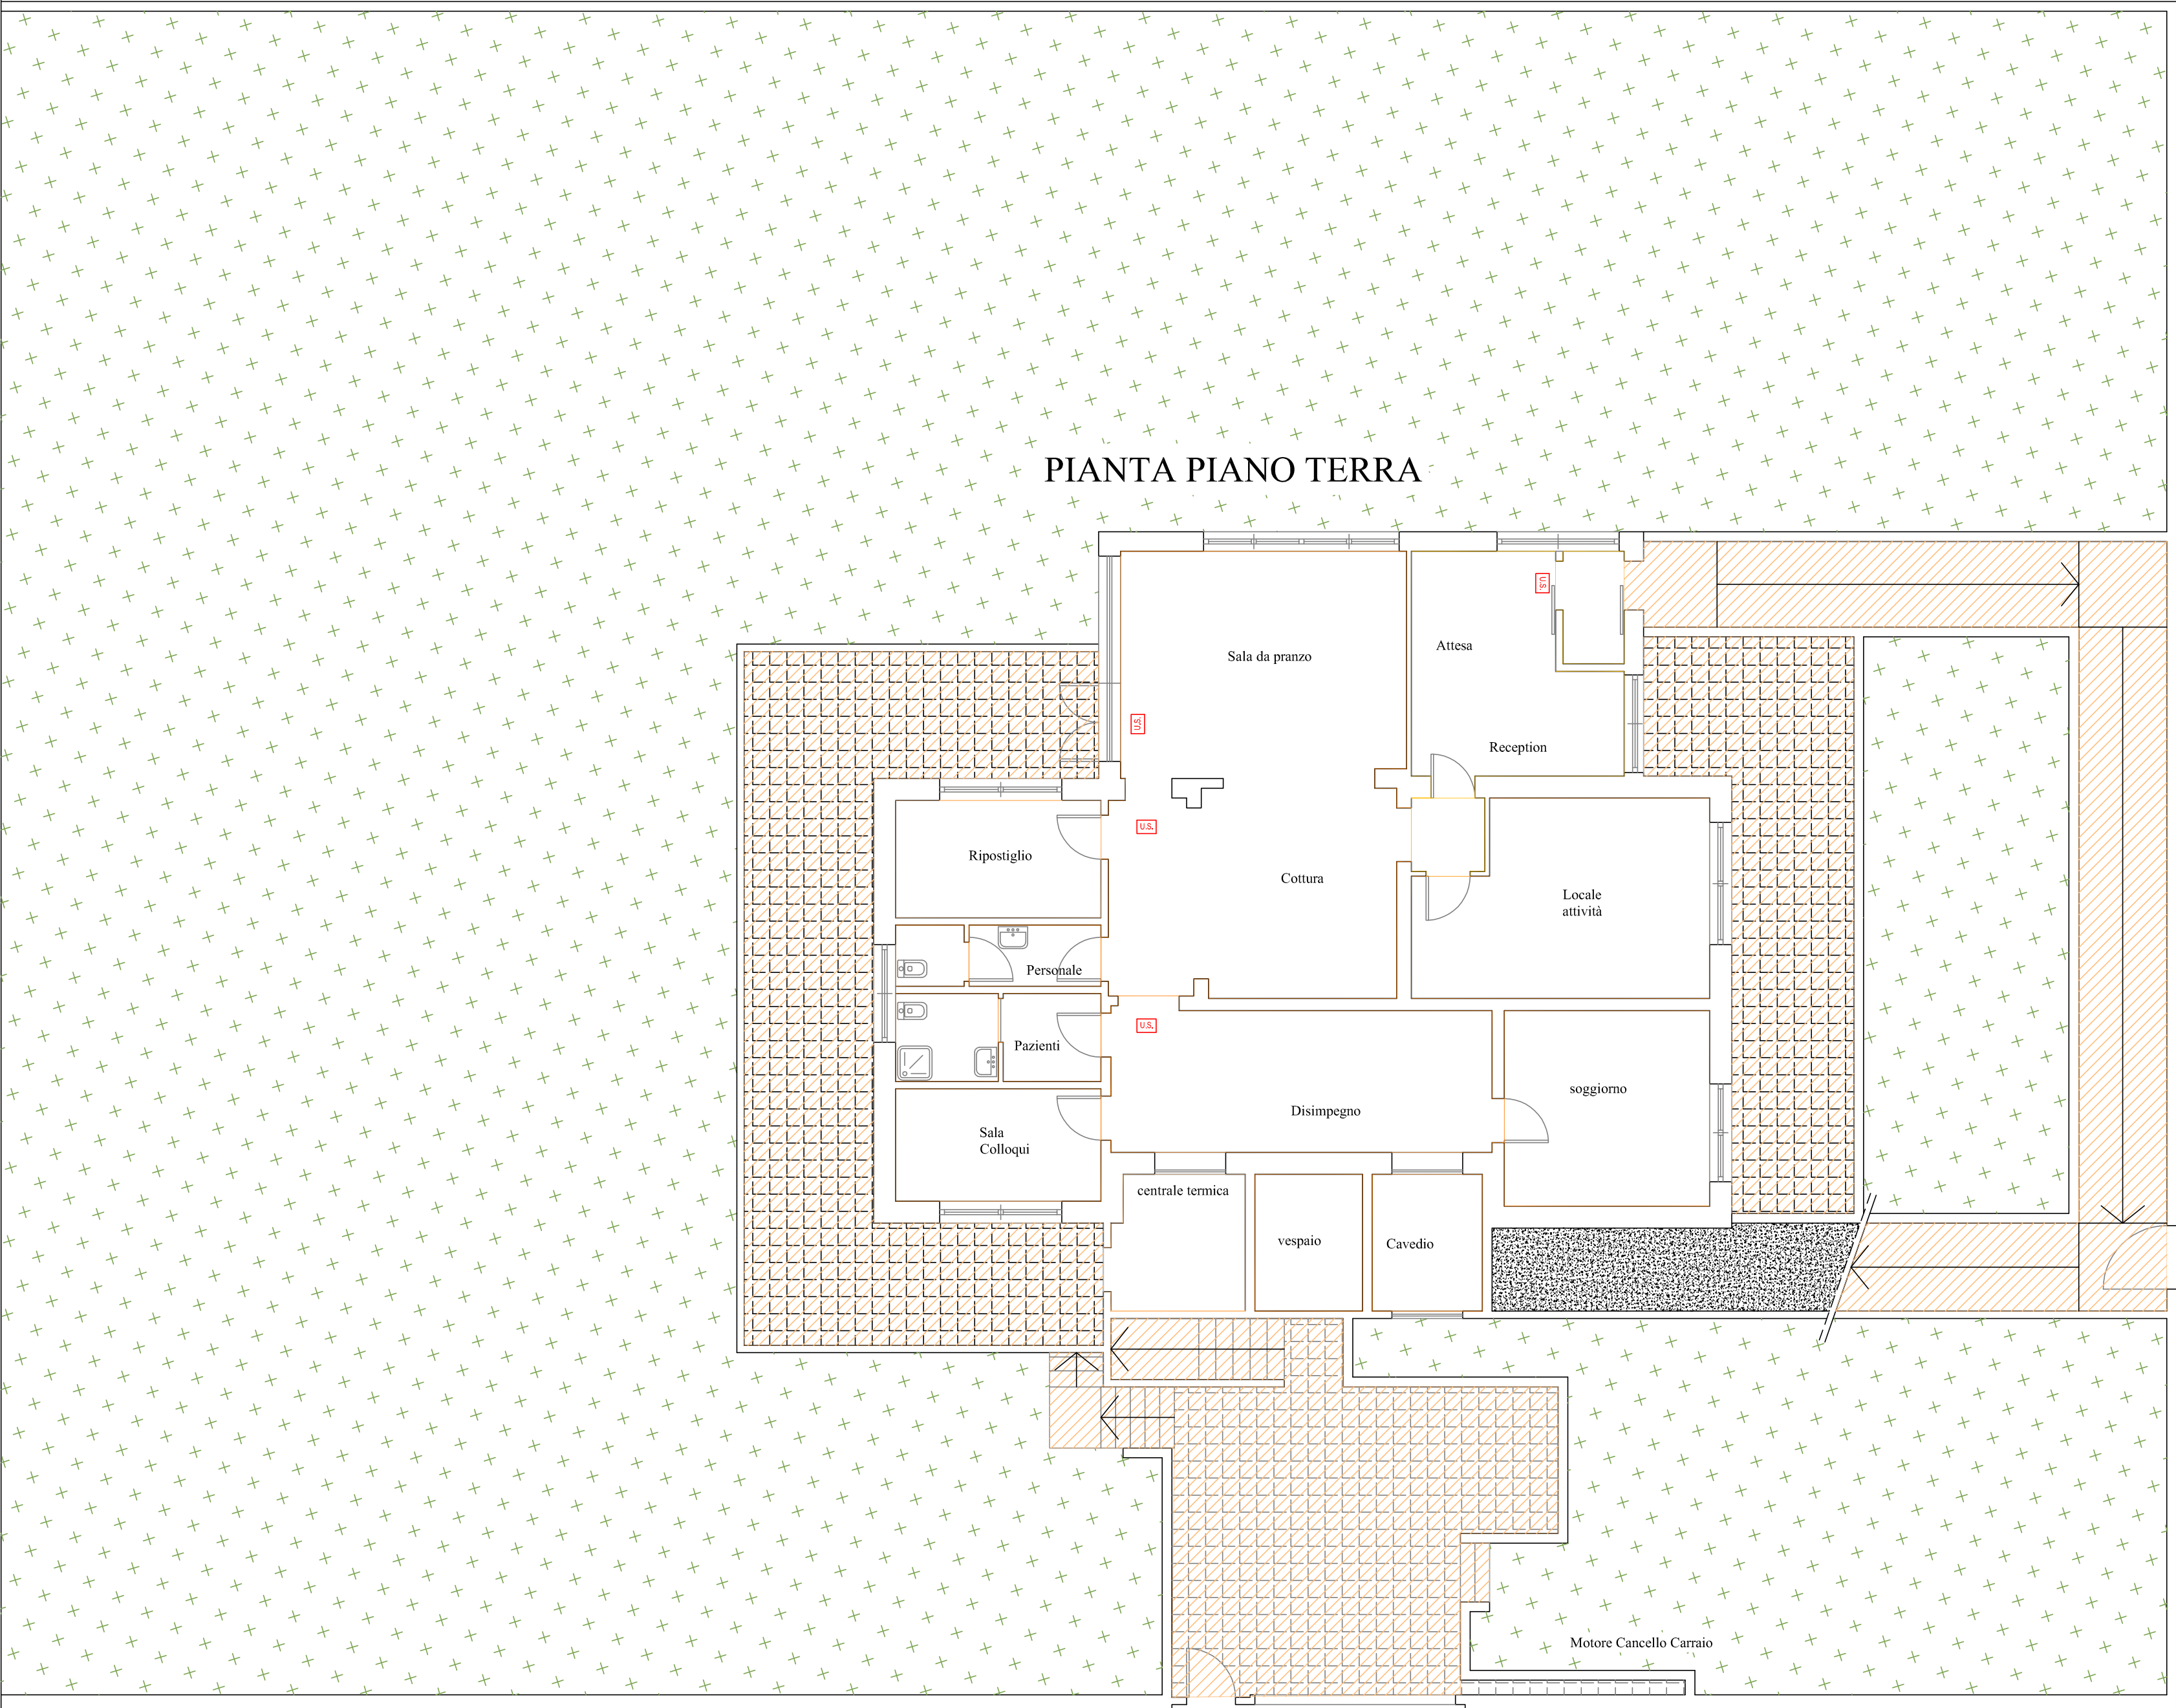 PIANTA PIANO TERRA
U.S.
Attesa
Sala da pranzo
U.S.
Reception
U.S.
Ripostiglio
Cottura
Locale
attività
Personale
U.S.
Pazienti
soggiorno
Disimpegno
Sala
Colloqui
centrale termica
vespaio
Cavedio
Motore Cancello Carraio